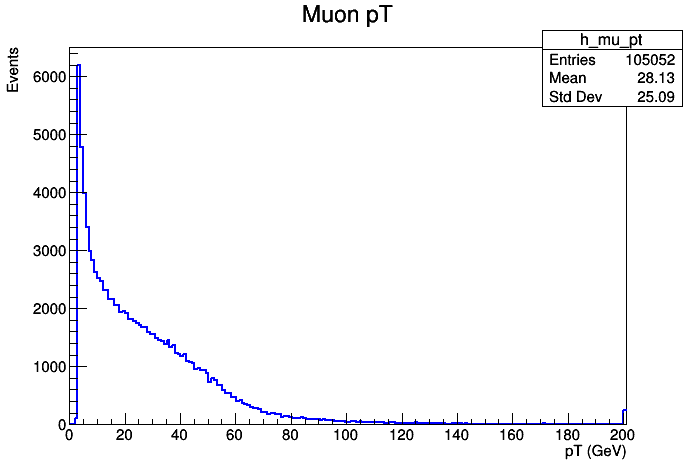 Muon pT
h_mu_pt
Entries 105052
Mean 28.13
Std Dev 25.09
Events
6000
5000
4000
3000
2000
1000
0
0 20 40 60 80 100 120 140 160 180 200
pT (GeV)